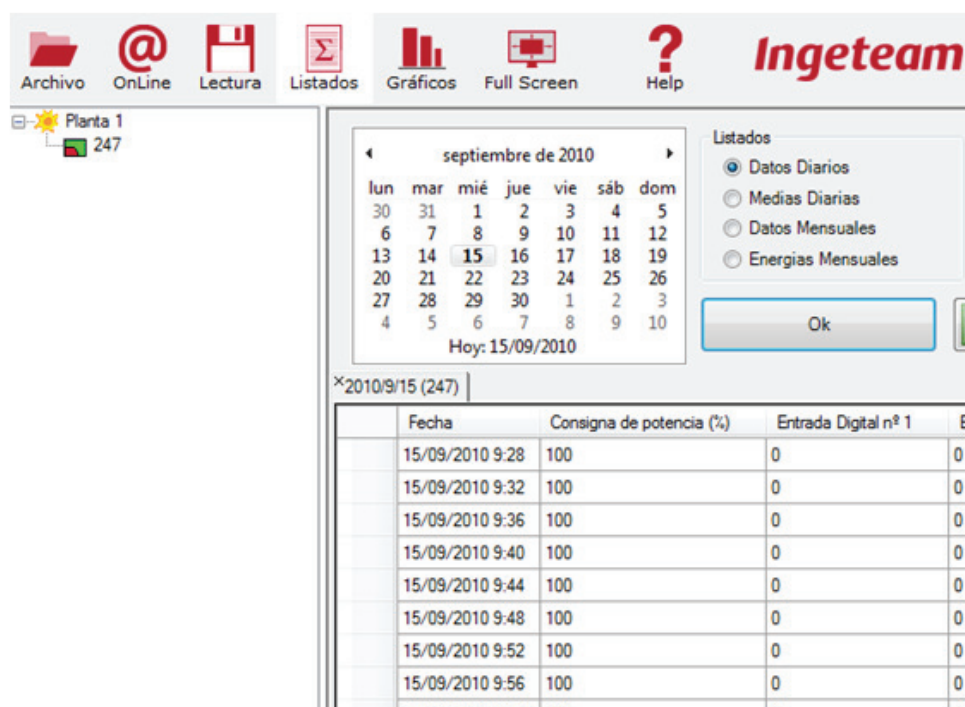 Archivo OnLine Lectura Listados Gráficos Full Screen Help Ingeteam
Planta 1
247
septiembre de 2010
lun mar mié jue vie sáb dom
30 31 1 2 3 4 5
6 7 8 9 10 11 12
13 14 15 16 17 18 19
20 21 22 23 24 25 26
27 28 29 30 1 2 3
4 5 6 7 8 9 10
Hoy: 15/09/2010
Listados
Datos Diarios
Medias Diarias
Datos Mensuales
Energias Mensuales
Ok
×2010/9/15 (247)
Fecha Consigna de potencia (%) Entrada Digital nº 1
15/09/2010 9:28 100 0 0
15/09/2010 9:32 100 0 0
15/09/2010 9:36 100 0 0
15/09/2010 9:40 100 0 0
15/09/2010 9:44 100 0 0
15/09/2010 9:48 100 0 0
15/09/2010 9:52 100 0 0
15/09/2010 9:56 100 0 0